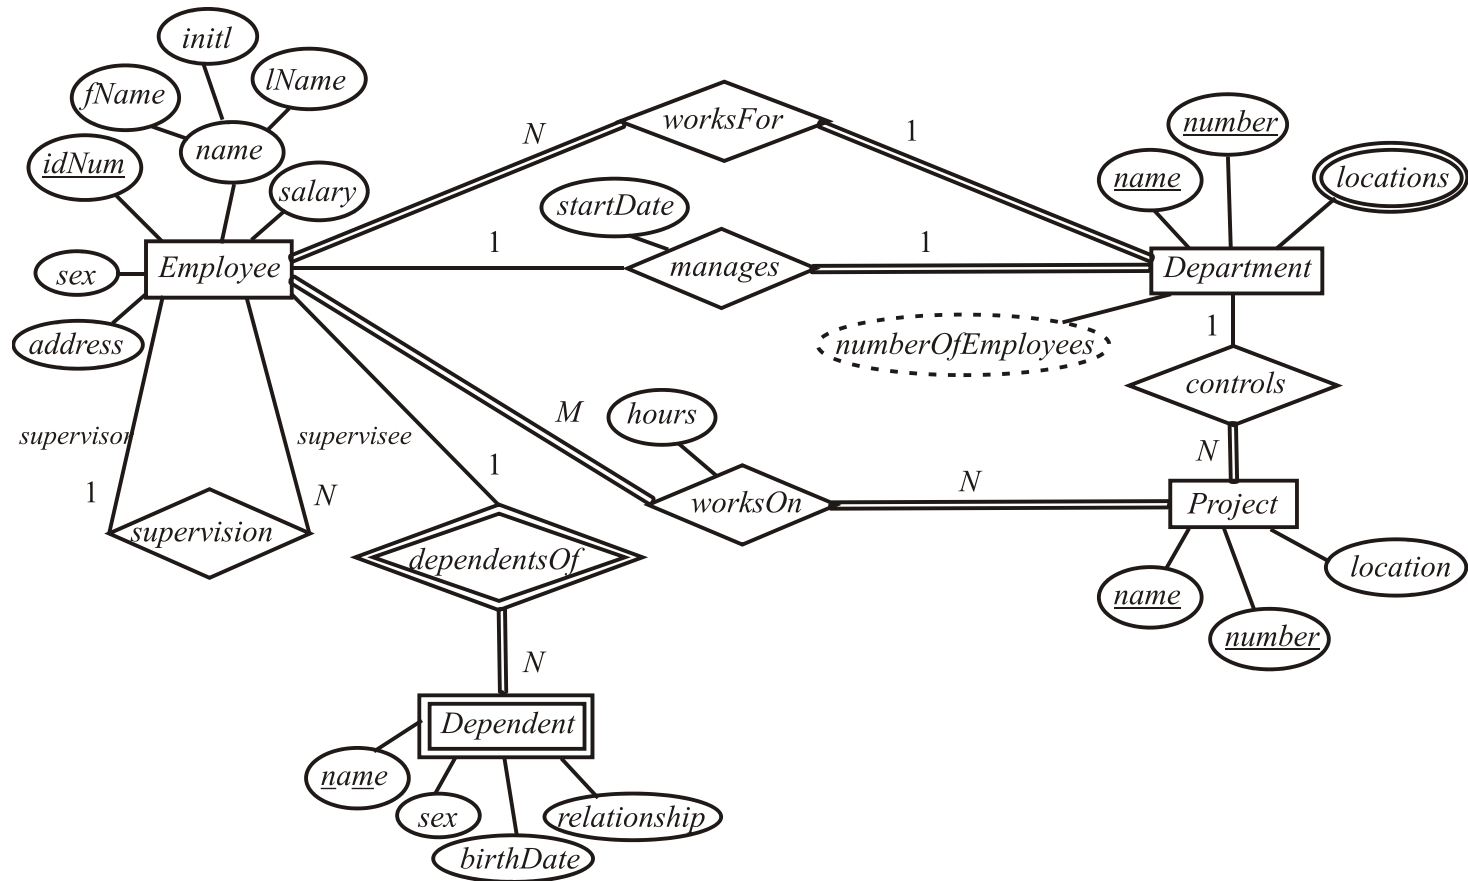 initl
fName
lName
name
idNum
salary
sex
address
Employee
N
worksFor
1
startDate
1
manages
1
name
number
locations
Department
numberOfEmployees
1
controls
N
supervisor
supervisee
1
N
supervision
1
dependentsOf
N
M
hours
worksOn
N
Project
name
number
location
Dependent
name
sex
birthDate
relationship